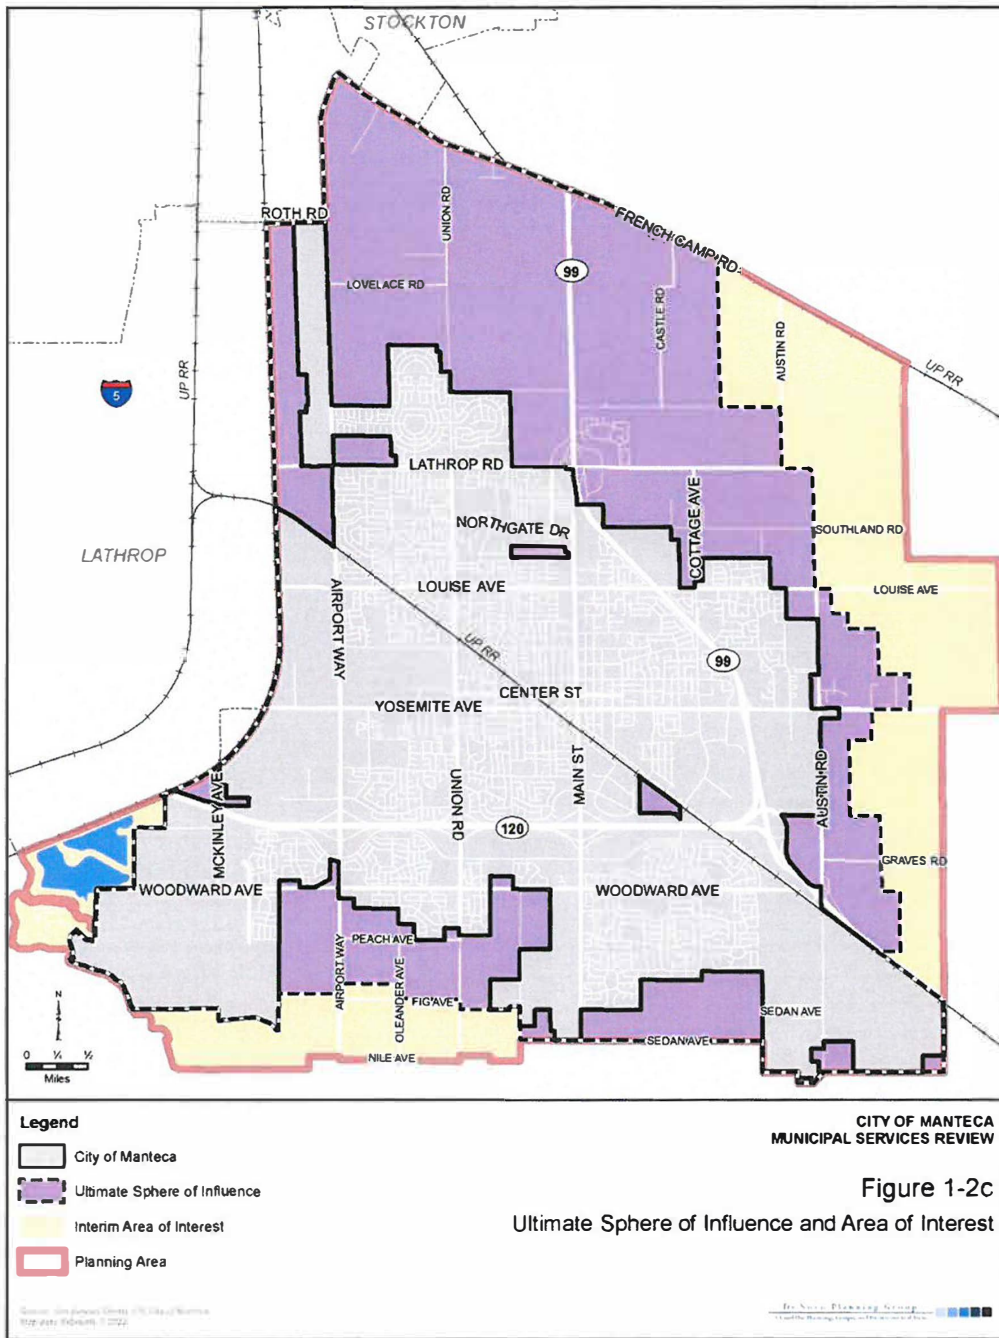 STOCKTON
ROTH RD
UNION RD
FRENCH CAMP RD
99
LOVELACE RD
CASTLE RD
AUSTIN RD
UP RR
UP RR
5
LATHROP RD
COTTAGE AVE
NORTHGATE DR
SOUTHLAND RD
LATHROP
LOUISE AVE
LOUISE AVE
AIRPORT WAY
UP RR
99
CENTER ST
YOSEMITE AVE
MCKINLEY AVE
UNION RD
MAIN ST
AUSTIN RD
120
GRAVES RD
WOODWARD AVE
WOODWARD AVE
PEACH AVE
AIRPORT WAY
OLEANDER AVE
FIG AVE
SEDAN AVE
SEDAN AVE
NILE AVE
N
0 ¼ ½
Miles
Legend
City of Manteca
Ultimate Sphere of Influence
Interim Area of Interest
Planning Area
CITY OF MANTECA
MUNICIPAL SERVICES REVIEW
Figure 1-2c
Ultimate Sphere of Influence and Area of Interest
De Novo Planning Group